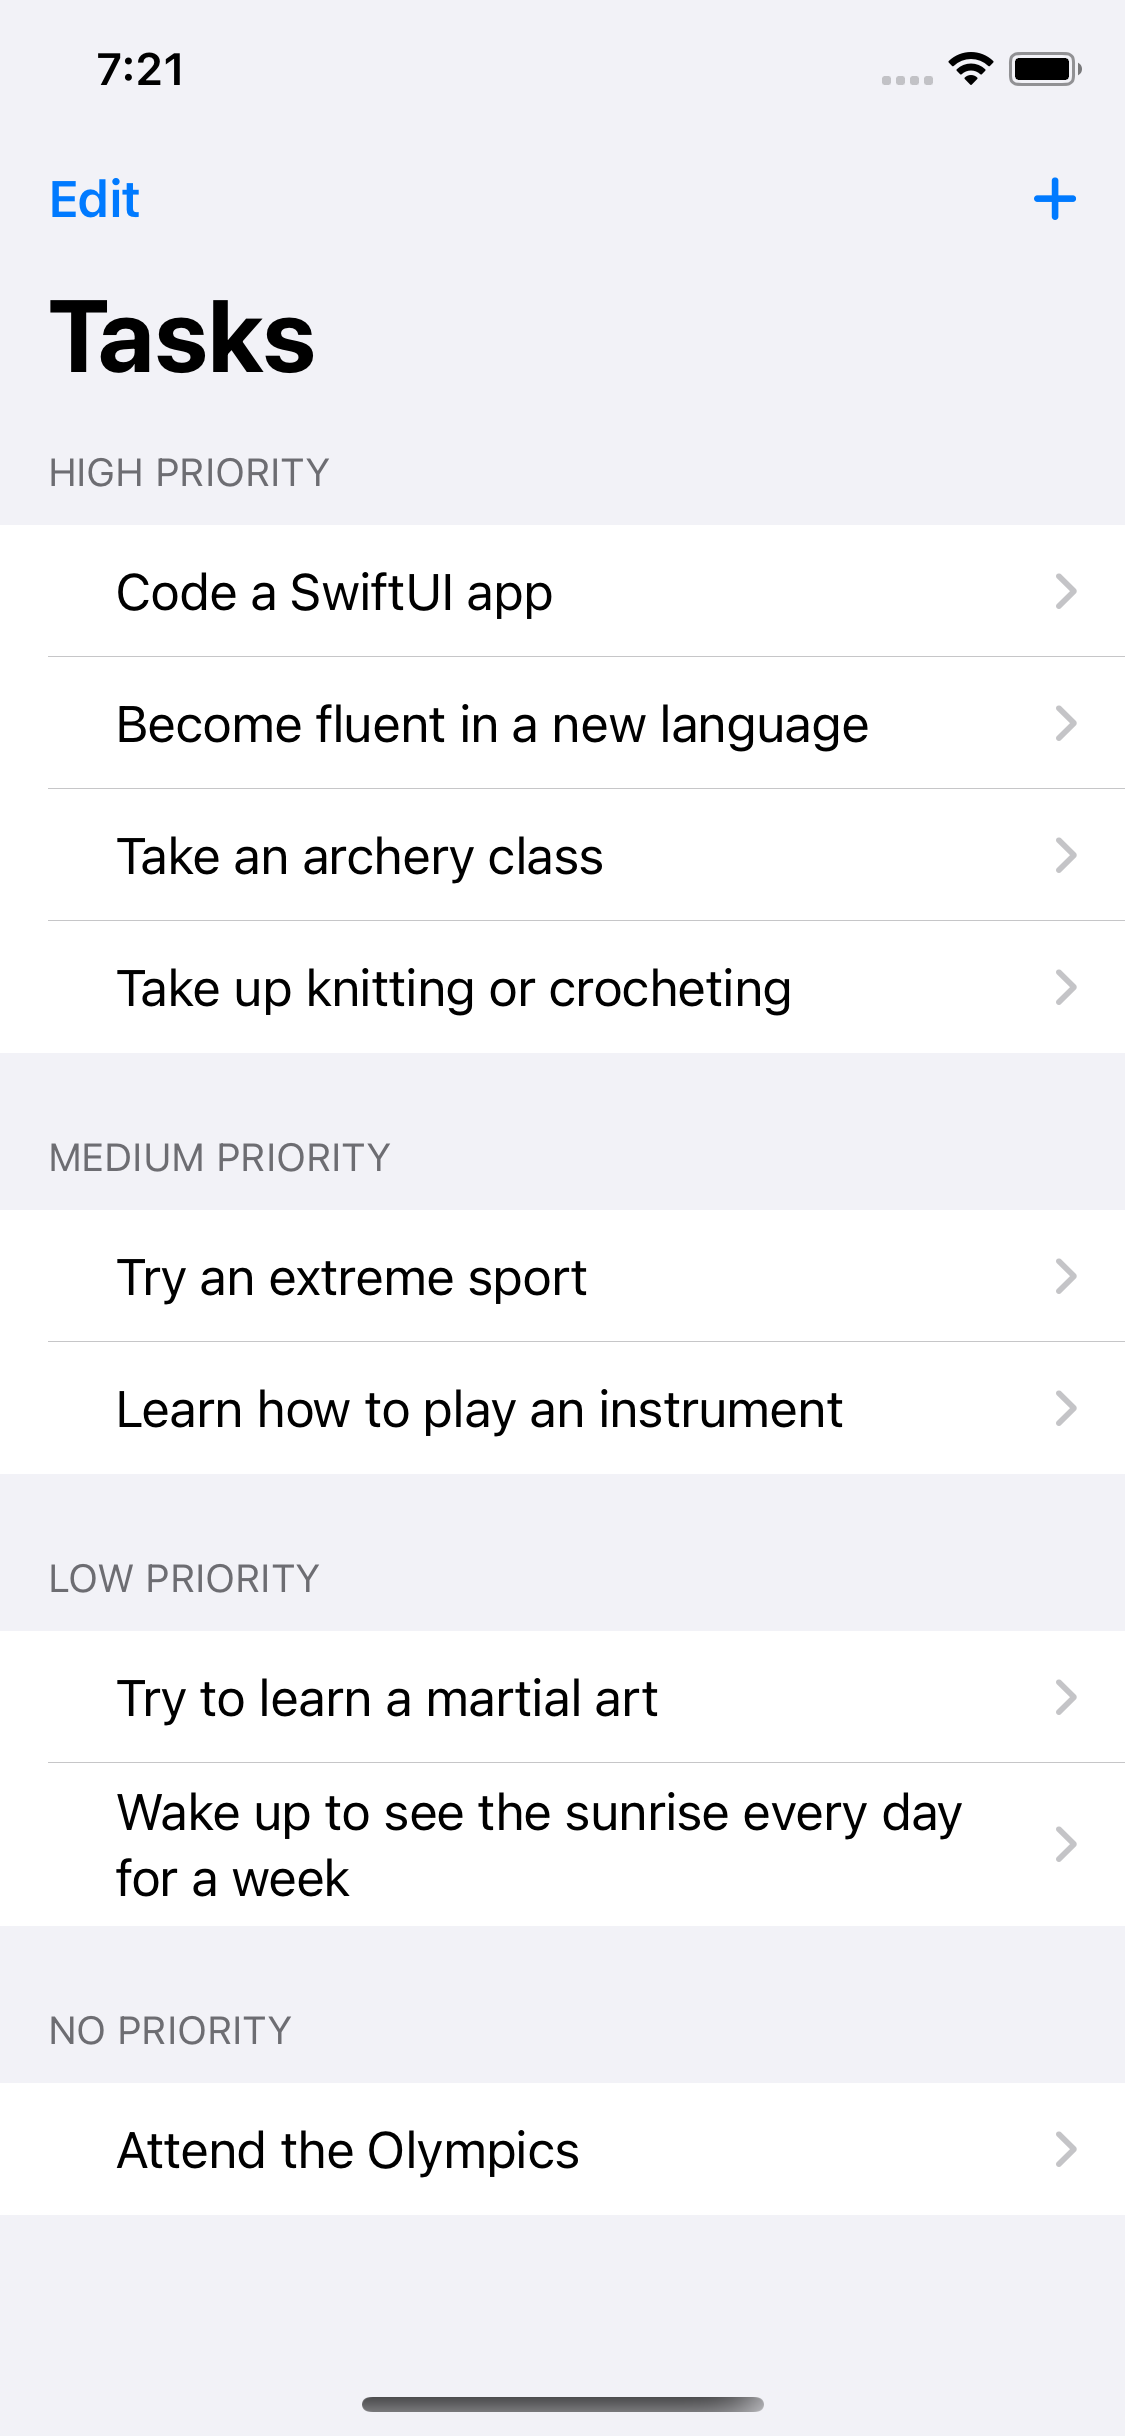 7:21
Edit
Tasks
HIGH PRIORITY
Code a SwiftUI app
Become fluent in a new language
Take an archery class
Take up knitting or crocheting
MEDIUM PRIORITY
Try an extreme sport
Learn how to play an instrument
LOW PRIORITY
Try to learn a martial art
Wake up to see the sunrise every day
for a week
NO PRIORITY
Attend the Olympics